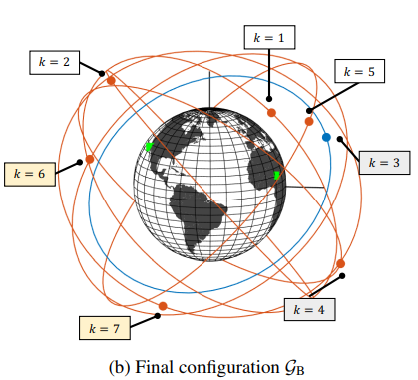 k = 1
k = 2
k = 5
k = 3
k = 6
k = 4
k = 7
(b) Final configuration 𝒢B